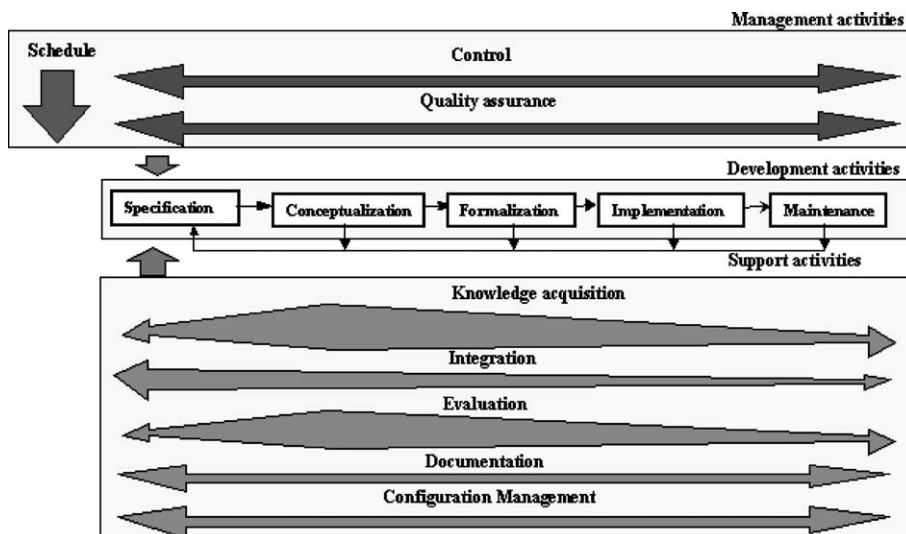 Management activities
Schedule
Control
Quality assurance
Development activities
Specification
Conceptualization
Formalization
Implementation
Maintenance
Support activities
Knowledge acquisition
Integration
Evaluation
Documentation
Configuration Management